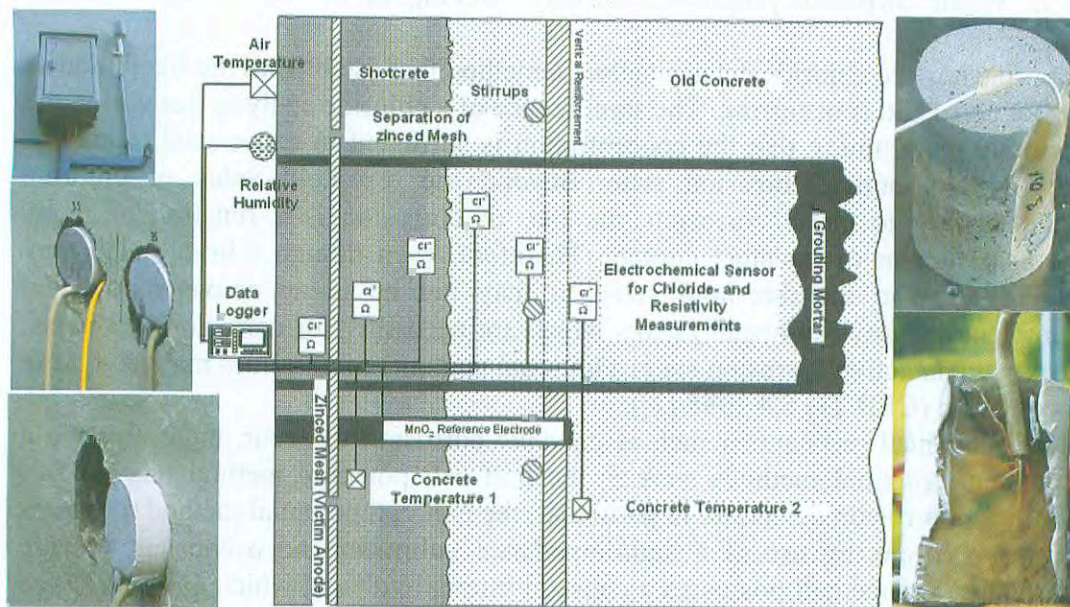 Air
Temperature
Shotcrete
Stirrups
Vertical Reinforcement
Old Concrete
Separation of
zinced Mesh
Relative
Humidity
Cl⁻
Ω
Cl⁻
Ω
Cl⁻
Ω
Cl⁻
Ω
Cl⁻
Ω
Cl⁻
Ω
Electrochemical Sensor
for Chloride- and
Resistivity
Measurements
Grouting Mortar
Data
Logger
Zinced Mesh (Victim Anode)
MnO₂ Reference Electrode
Concrete
Temperature 1
Concrete Temperature 2